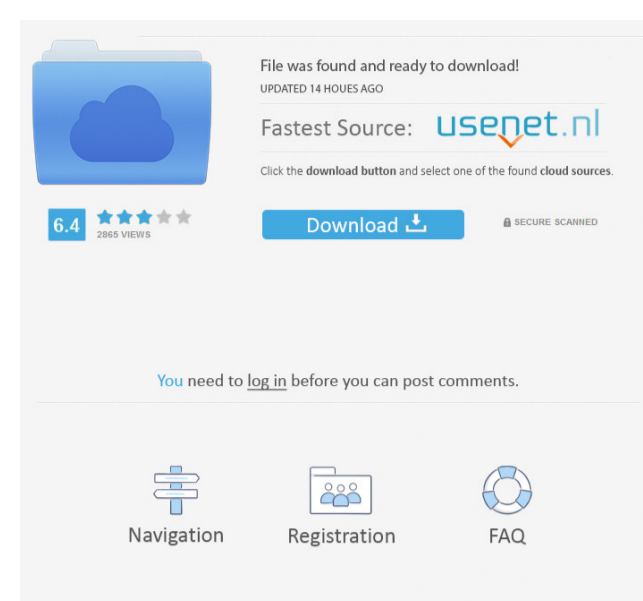 File was found and ready to download!
UPDATED 14 HOUES AGO
Fastest Source: usenet.nl
Click the download button and select one of the found cloud sources.
6.4
2865 VIEWS
Download
SECURE SCANNED
You need to log in before you can post comments.
Navigation
Registration
FAQ